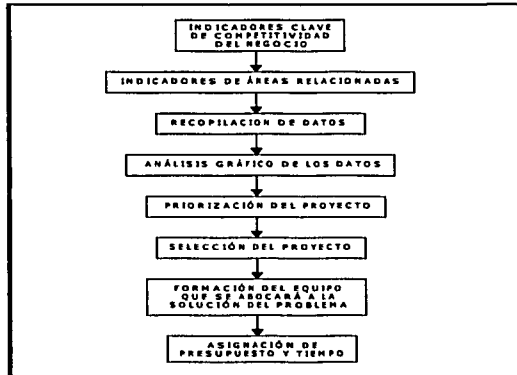 INDICADORES CLAVE
DE COMPETITIVIDAD
DEL NEGOCIO
INDICADORES DE ÁREAS RELACIONADAS
RECOPILACION DE DATOS
ANÁLISIS GRÁFICO DE LOS DATOS
PRIORIZACIÓN DEL PROYECTO
SELECCIÓN DEL PROYECTO
FORMACIÓN DEL EQUIPO
QUE SE ABOCARÁ A LA
SOLUCIÓN DEL PROBLEMA
ASIGNACIÓN DE
PRESUPUESTO Y TIEMPO